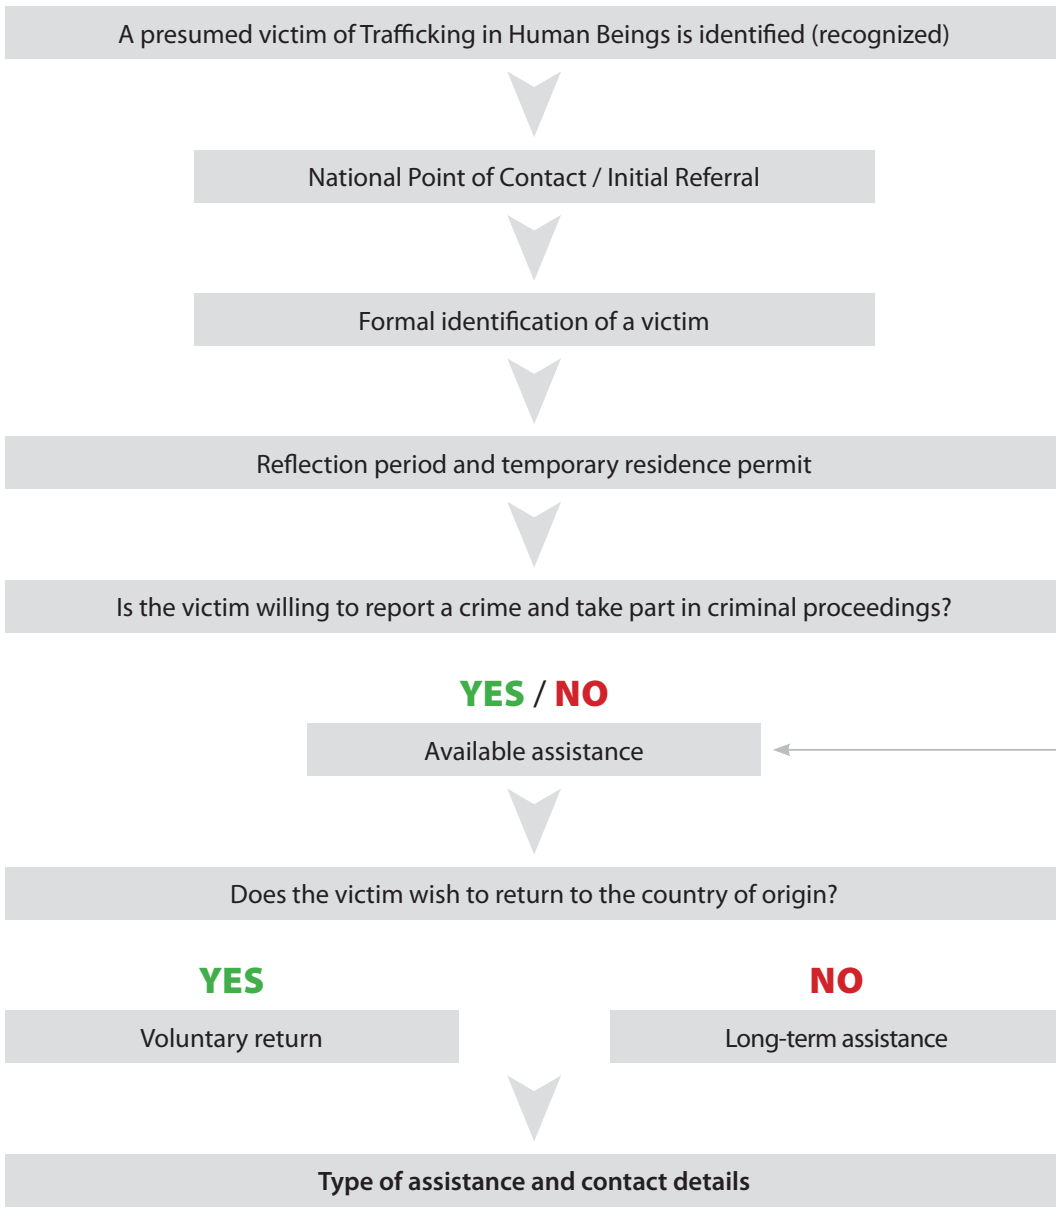 A presumed victim of Trafficking in Human Beings is identified (recognized)
National Point of Contact / Initial Referral
Formal identification of a victim
Reflection period and temporary residence permit
Is the victim willing to report a crime and take part in criminal proceedings?
YES / NO
Available assistance
Does the victim wish to return to the country of origin?
YES NO
Voluntary return Long-term assistance
Type of assistance and contact details